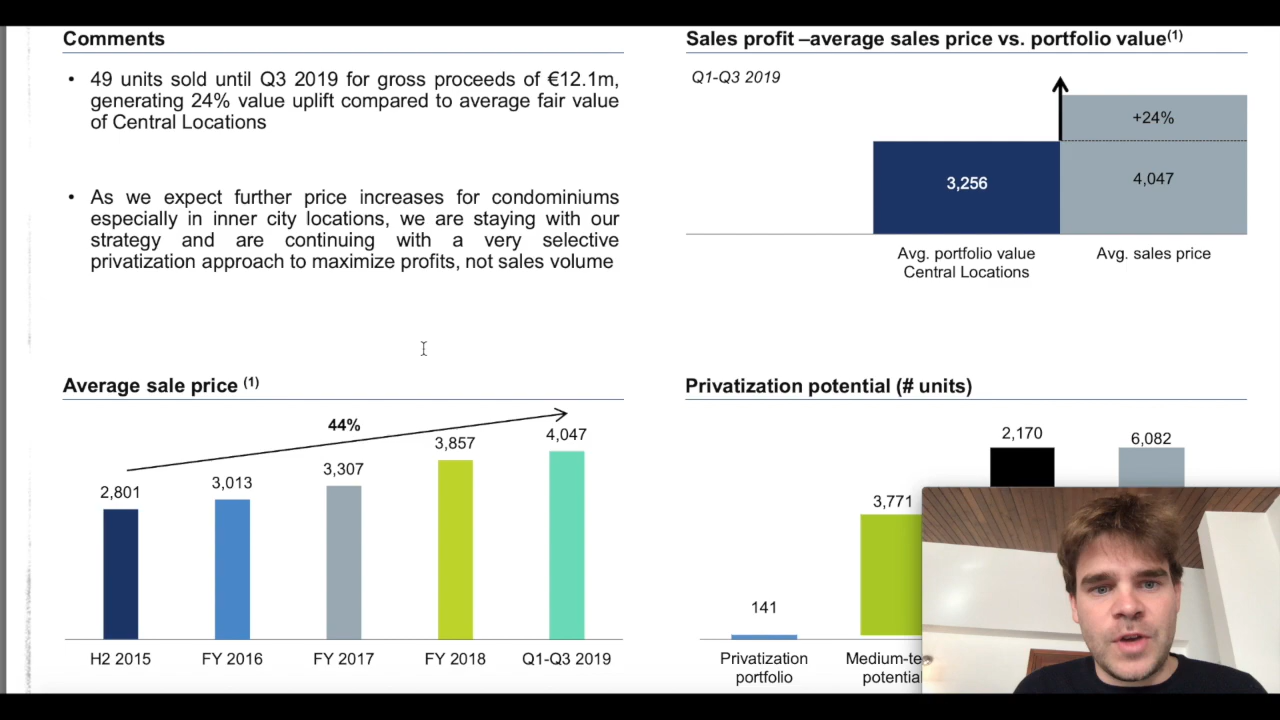 Comments
• 49 units sold until Q3 2019 for gross proceeds of €12.1m,
generating 24% value uplift compared to average fair value
of Central Locations
• As we expect further price increases for condominiums
especially in inner city locations, we are staying with our
strategy and are continuing with a very selective
privatization approach to maximize profits, not sales volume
Sales profit –average sales price vs. portfolio value(1)
Q1-Q3 2019
+24%
3,256
4,047
Avg. portfolio value
Central Locations
Avg. sales price
Average sale price (1)
44%
2,801
3,013
3,307
3,857
4,047
H2 2015
FY 2016
FY 2017
FY 2018
Q1-Q3 2019
Privatization potential (# units)
141
3,771
2,170
6,082
Privatization
portfolio
Medium-te
potential